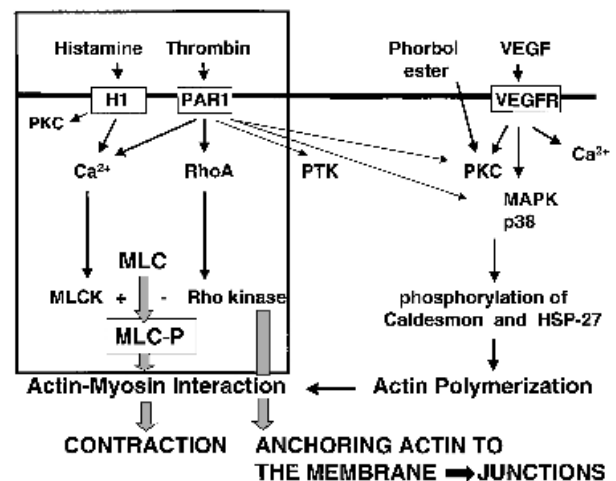 Histamine Thrombin Phorbol ester VEGF
H1 PAR1 VEGFR
PKC
Ca²⁺ RhoA PTK PKC Ca²⁺
MAPK
p38
MLC
MLCK + - Rho kinase
phosphorylation of
Caldesmon and HSP-27
MLC-P
Actin-Myosin Interaction Actin Polymerization
CONTRACTION ANCHORING ACTIN TO
THE MEMBRANE JUNCTIONS